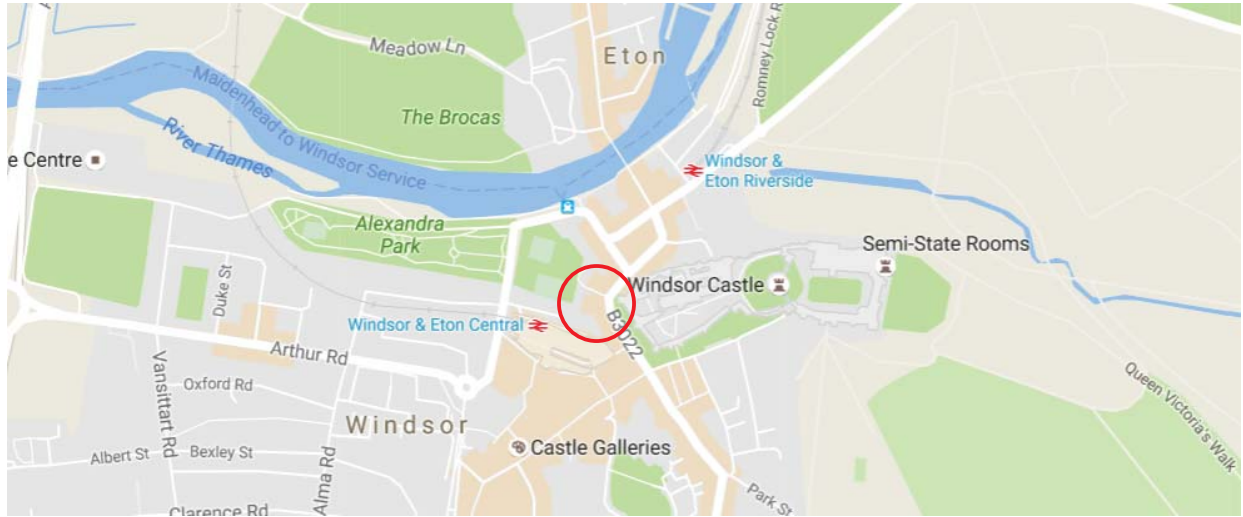 Meadow Ln
Eton
Romney Lock R
The Brocas
Maidenhead to Windsor Service
River Thames
e Centre
Windsor &
Eton Riverside
Alexandra
Park
Semi-State Rooms
Windsor Castle
Duke St
Windsor & Eton Central
B3022
Arthur Rd
Vansittart Rd
Oxford Rd
Queen Victoria's Walk
Windsor
Castle Galleries
Albert St
Bexley St
Alma Rd
Park St
Clarence Rd